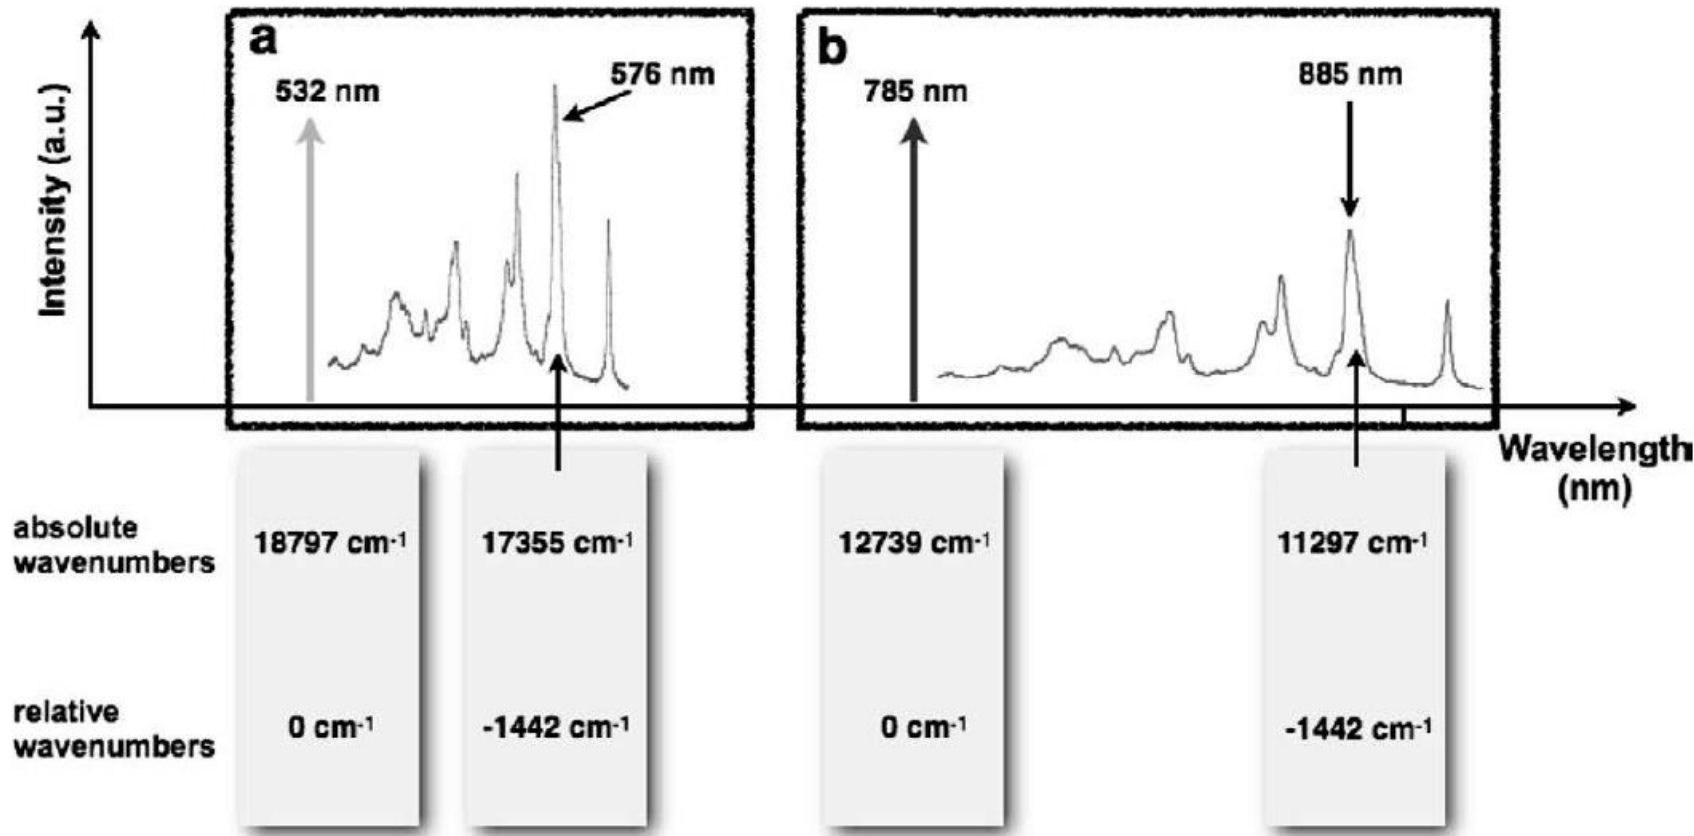 a
b
532 nm
576 nm
785 nm
885 nm
Intensity (a.u.)
Wavelength
(nm)
absolute
wavenumbers
18797 cm-1
17355 cm-1
12739 cm-1
11297 cm-1
relative
wavenumbers
0 cm-1
-1442 cm-1
0 cm-1
-1442 cm-1